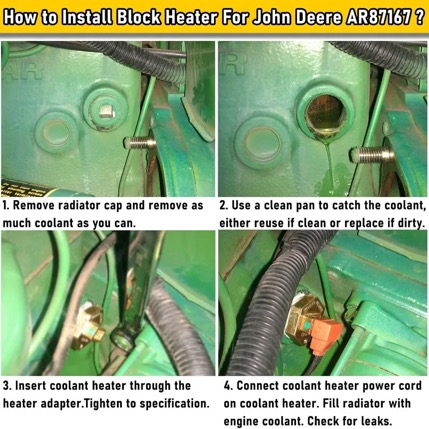 How to Install Block Heater For John Deere AR87167 ?
AR
R
1. Remove radiator cap and remove as
much coolant as you can.
2. Use a clean pan to catch the coolant,
either reuse if clean or replace if dirty.
3. Insert coolant heater through the
heater adapter.Tighten to specification.
4. Connect coolant heater power cord
on coolant heater. Fill radiator with
engine coolant. Check for leaks.